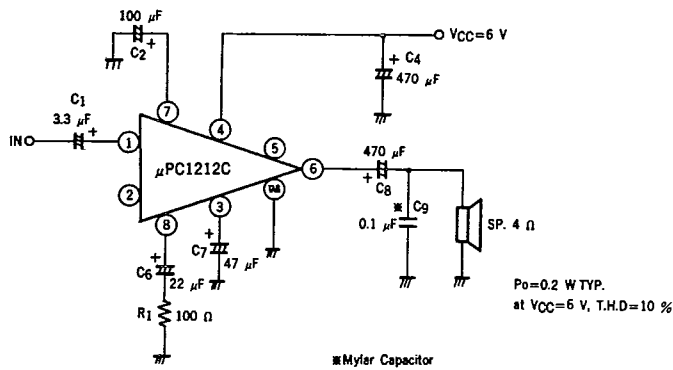 100 µF
C2
+
VCC=6 V
+ C4
470 µF
C1
3.3 µF
+
IN
7
4
1
5
µPC1212C
6
470 µF
+
C8
2
TAB
※ C9
0.1 µF
SP. 4 Ω
8
3
+
C6
22 µF
+
C7
47 µF
R1
100 Ω
Po=0.2 W TYP.
at VCC=6 V, T.H.D=10 %
※Mylar Capacitor